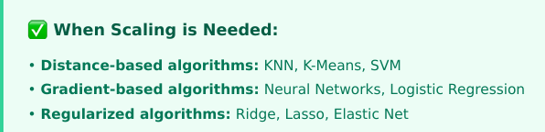 ✅ When Scaling is Needed:
• Distance-based algorithms: KNN, K-Means, SVM
• Gradient-based algorithms: Neural Networks, Logistic Regression
• Regularized algorithms: Ridge, Lasso, Elastic Net